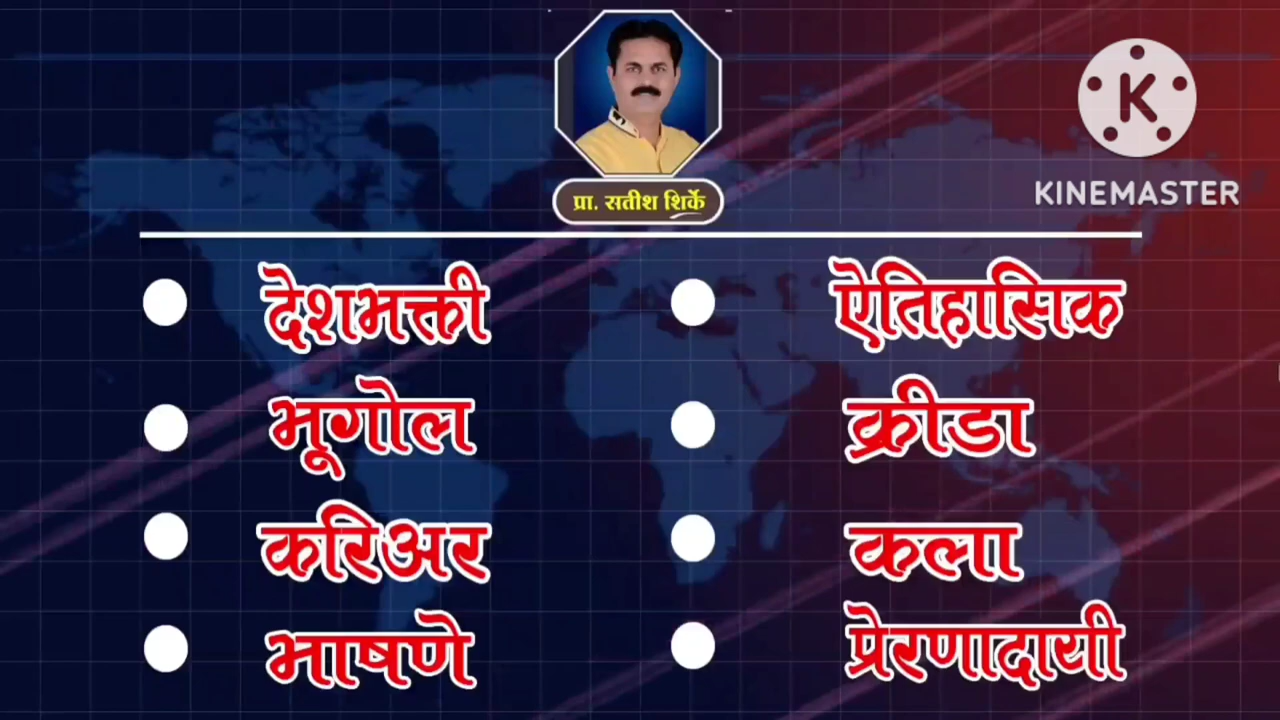 KINEMASTER
प्रा. सतीश शिर्के
देशभक्ती
ऐतिहासिक
भूगोल
क्रीडा
करिअर
कला
भाषणे
प्रेरणादायी